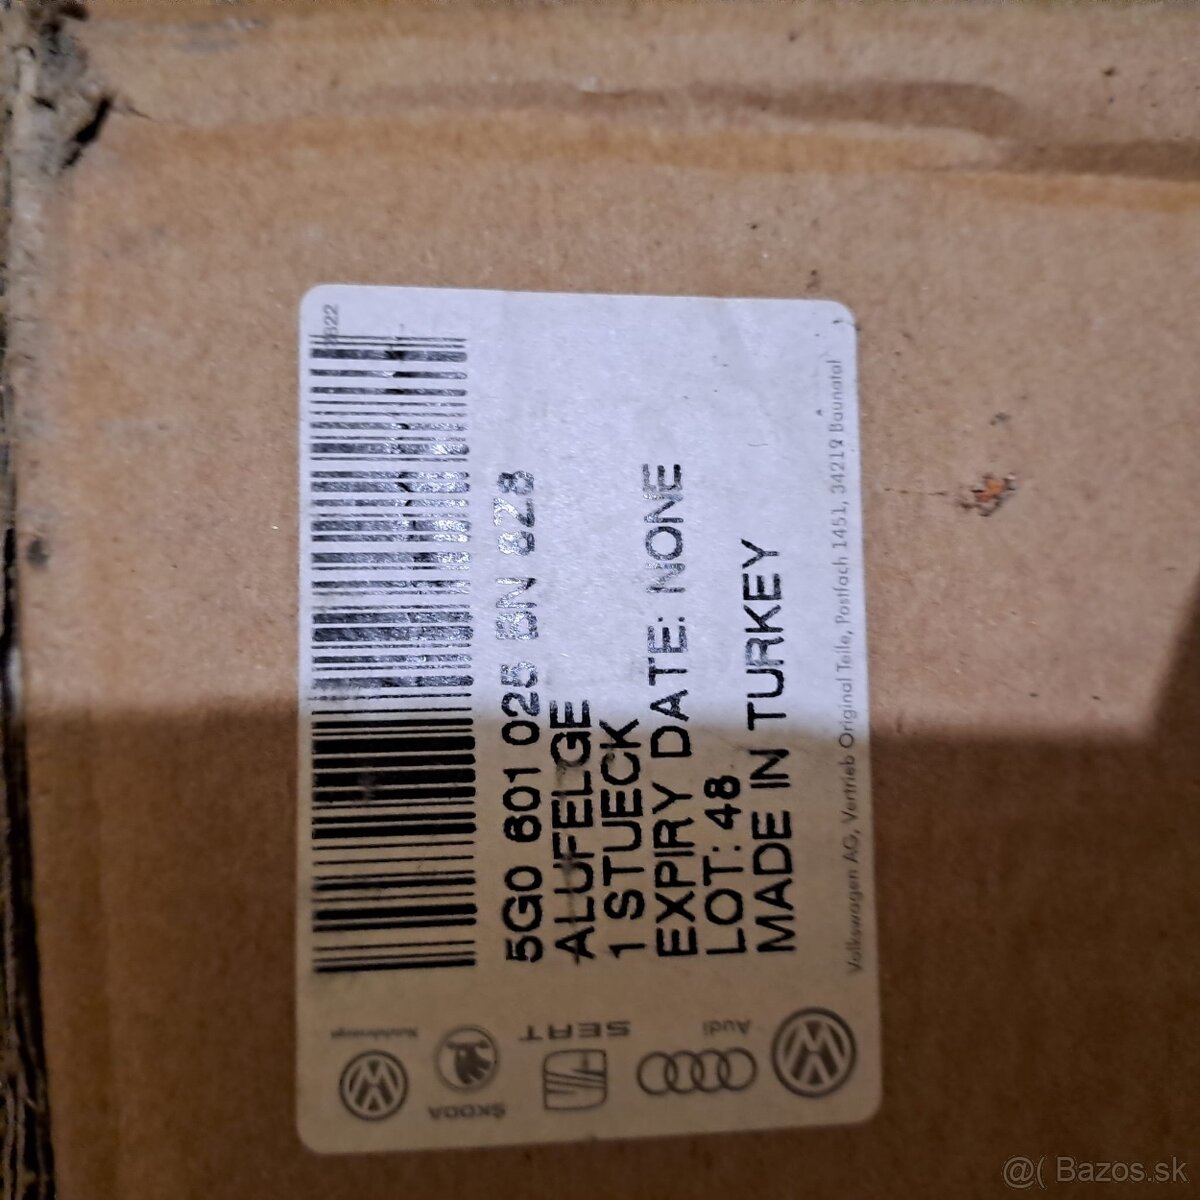 5G0 601 025 BN 8Z8
ALUFELGE
1 STUECK
EXPIRY DATE: NONE
LOT: 48
MADE IN TURKEY
Volkswagen AG, Vertrieb Original Teile, Postfach 1451, 34219 Baunatal
Audi
SEAT
ŠKODA
Nutzfahrzeuge
@( Bazos.sk